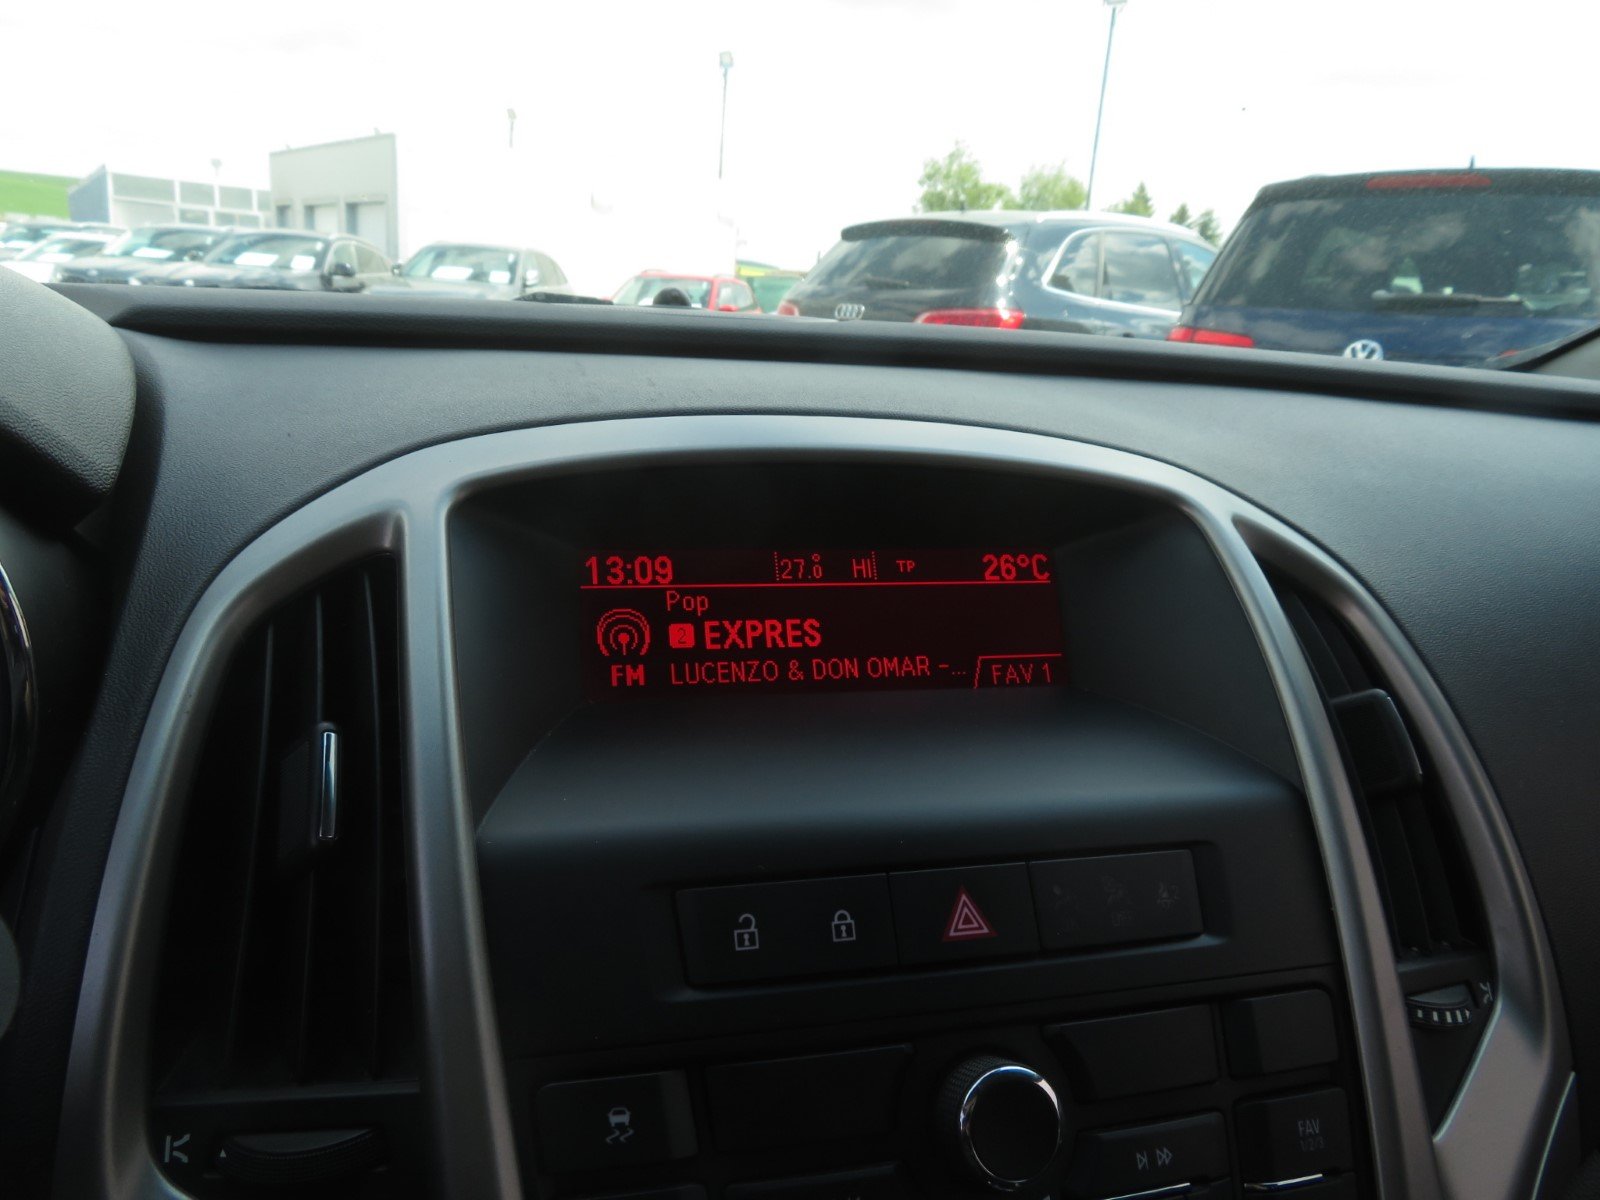 13:09 27.0 HI TP 26°C
Pop
2 EXPRES
FM LUCENZO & DON OMAR -... FAV 1
FAV
1/2/3